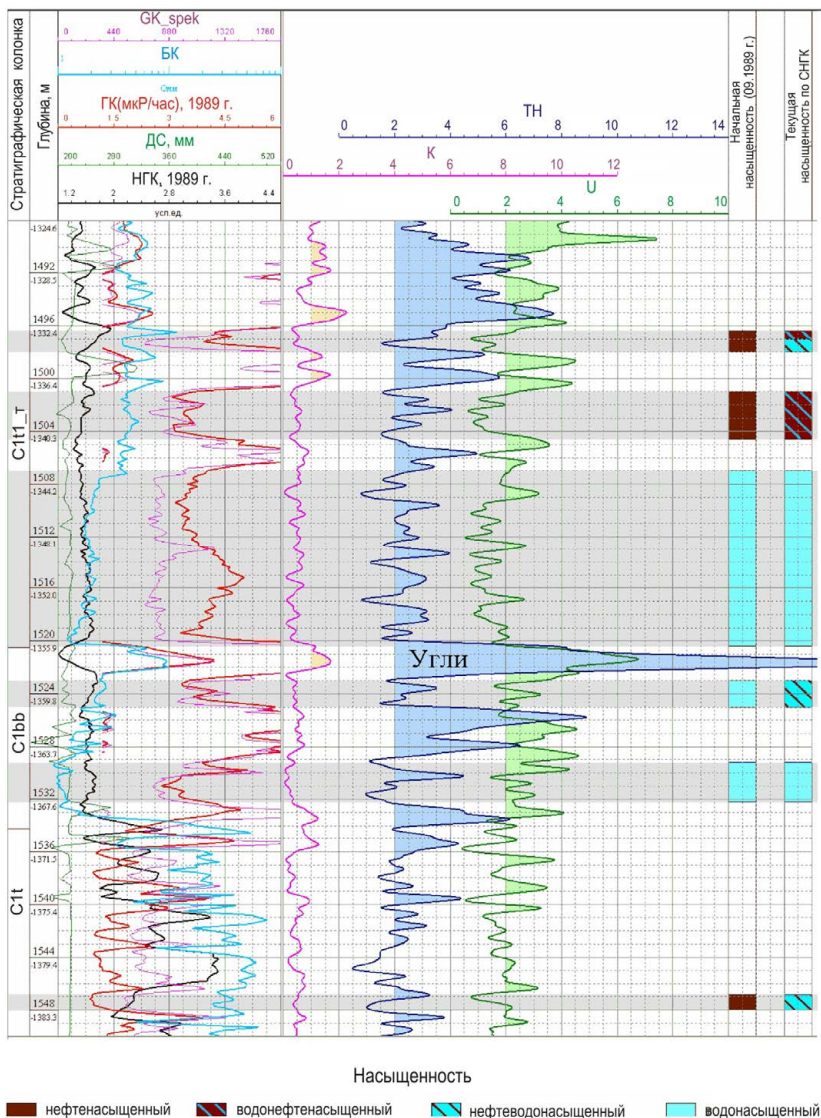 Стратиграфическая колонка
Глубина, м
GK_spek
0 440 880 1320 1760
БК
Омм
ГК(мкР/час), 1989 г.
0 1.5 3 4.5 6
ДС, мм
200 280 360 440 520
НГК, 1989 г.
1.2 2 2.8 3.6 4.4
усл.ед.
TH
0 2 4 6 8 10 12 14
К
0 2 4 6 8 10 12
U
0 2 4 6 8 10
Начальная насыщенность (09.1989 г.)
Текущая насыщенность по СНГК
-1324.6
1492
-1328.5
1496
-1332.4
1500
-1336.4
1504
-1340.2
1508
-1344.2
1512
-1348.1
1516
-1352.0
1520
-1355.9
1524
-1359.8
1528
-1363.7
1532
-1367.6
1536
-1371.5
1540
-1375.4
1544
-1379.4
1548
-1383.3
C1t1_т
C1bb
C1t
Угли
Насыщенность
нефтенасыщенный водонефтенасыщенный нефтеводонасыщенный водонасыщенный